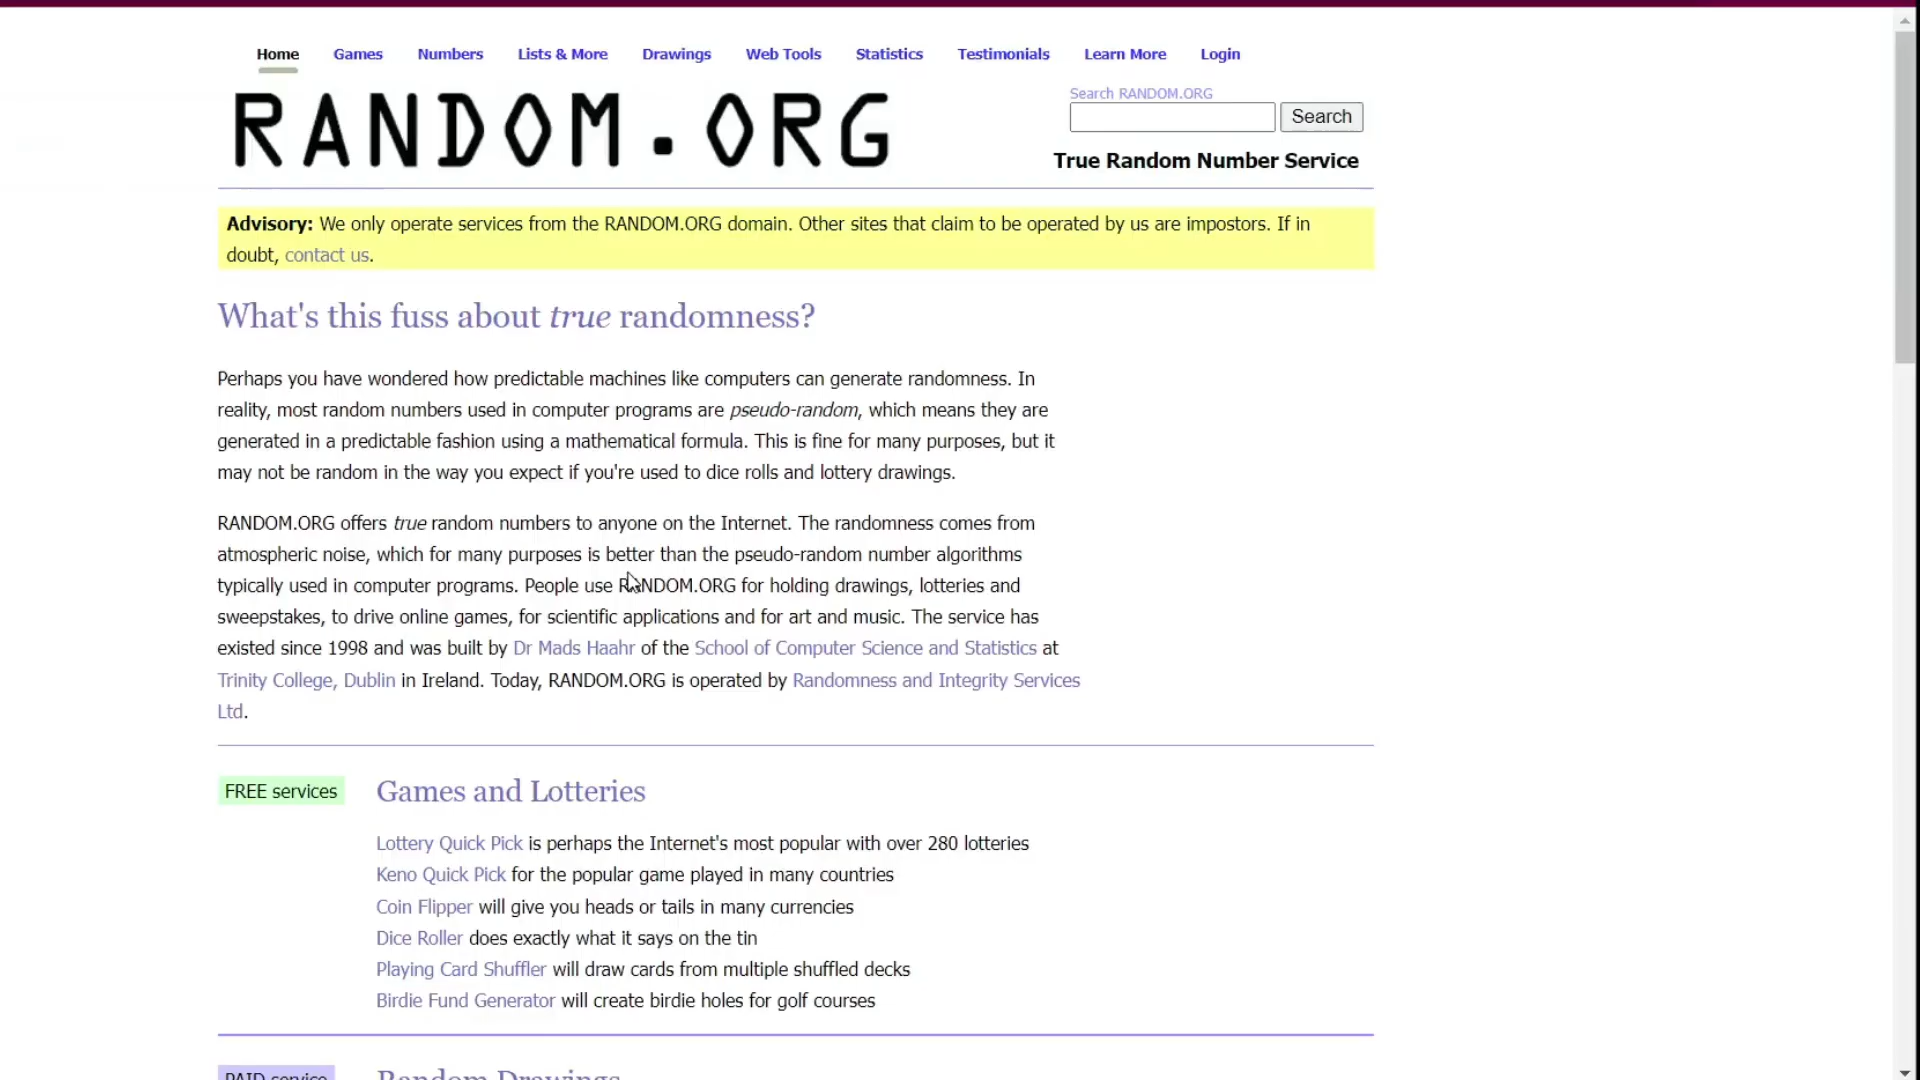 Home Games Numbers Lists & More Drawings Web Tools Statistics Testimonials Learn More Login
RANDOM.ORG
Search RANDOM.ORG
Search
True Random Number Service
Advisory: We only operate services from the RANDOM.ORG domain. Other sites that claim to be operated by us are impostors. If in
doubt, contact us.
What's this fuss about true randomness?
Perhaps you have wondered how predictable machines like computers can generate randomness. In
reality, most random numbers used in computer programs are pseudo-random, which means they are
generated in a predictable fashion using a mathematical formula. This is fine for many purposes, but it
may not be random in the way you expect if you're used to dice rolls and lottery drawings.
RANDOM.ORG offers true random numbers to anyone on the Internet. The randomness comes from
atmospheric noise, which for many purposes is better than the pseudo-random number algorithms
typically used in computer programs. People use RANDOM.ORG for holding drawings, lotteries and
sweepstakes, to drive online games, for scientific applications and for art and music. The service has
existed since 1998 and was built by Dr Mads Haahr of the School of Computer Science and Statistics at
Trinity College, Dublin in Ireland. Today, RANDOM.ORG is operated by Randomness and Integrity Services
Ltd.
FREE services Games and Lotteries
Lottery Quick Pick is perhaps the Internet's most popular with over 280 lotteries
Keno Quick Pick for the popular game played in many countries
Coin Flipper will give you heads or tails in many currencies
Dice Roller does exactly what it says on the tin
Playing Card Shuffler will draw cards from multiple shuffled decks
Birdie Fund Generator will create birdie holes for golf courses
PAID service Random Drawings